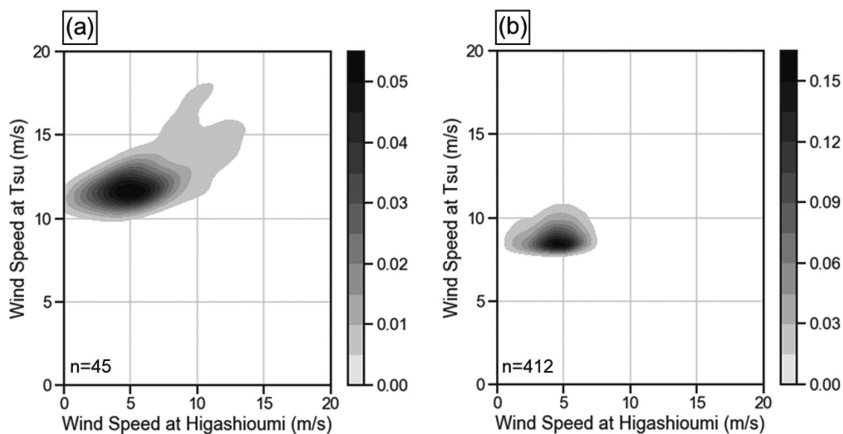 (a)
20
15
10
5
0
Wind Speed at Tsu (m/s)
n=45
0 5 10 15 20
Wind Speed at Higashioumi (m/s)
0.05
0.04
0.03
0.02
0.01
0.00
(b)
20
15
10
5
0
Wind Speed at Tsu (m/s)
n=412
0 5 10 15 20
Wind Speed at Higashioumi (m/s)
0.15
0.12
0.09
0.06
0.03
0.00